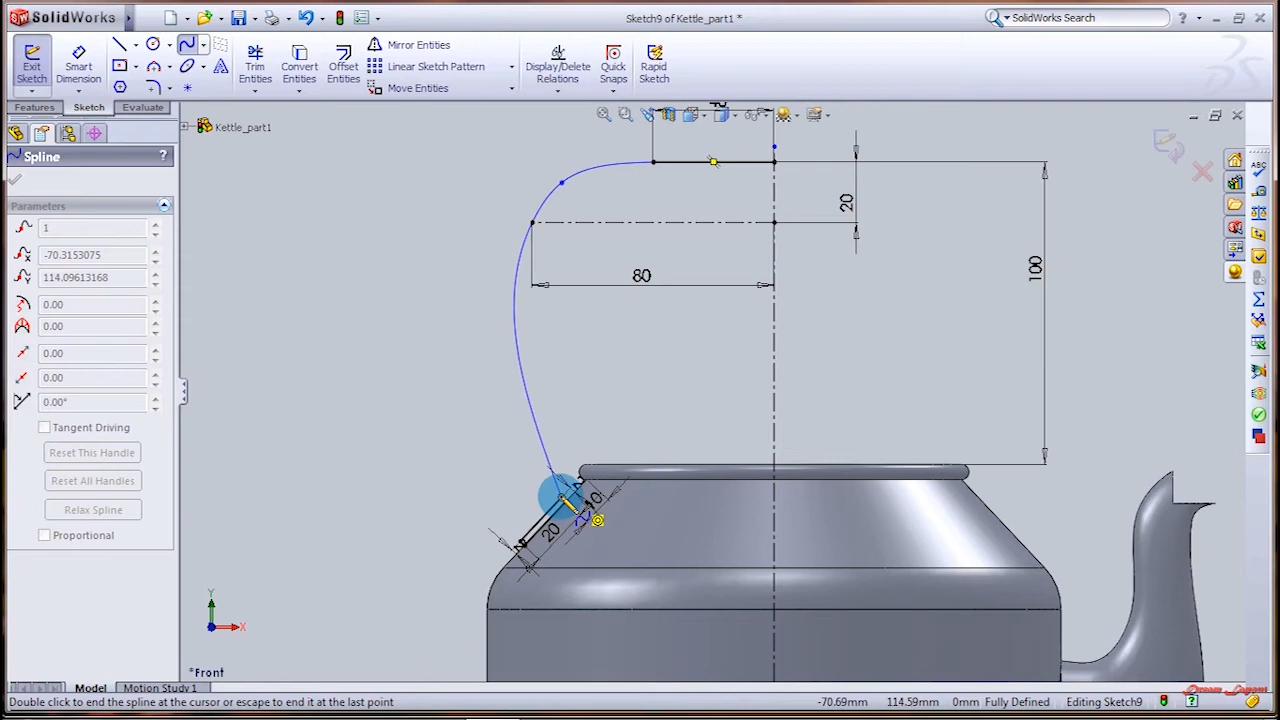 SolidWorks
Sketch9 of Kettle_part1 *
SolidWorks Search
Exit Sketch
Smart Dimension
Trim Entities
Convert Entities
Offset Entities
Mirror Entities
Linear Sketch Pattern
Move Entities
Display/Delete Relations
Quick Snaps
Rapid Sketch
Features
Sketch
Evaluate
Kettle_part1
Spline
?
Parameters
1
-70.3153075
114.09613168
0.00
0.00
0.00
0.00
0.00°
Tangent Driving
Reset This Handle
Reset All Handles
Relax Spline
Proportional
20
80
100
10
20
Y
X
*Front
Model
Motion Study 1
Double click to end the spline at the cursor or escape to end it at the last point
-70.69mm
114.59mm
0mm
Fully Defined
Editing Sketch9